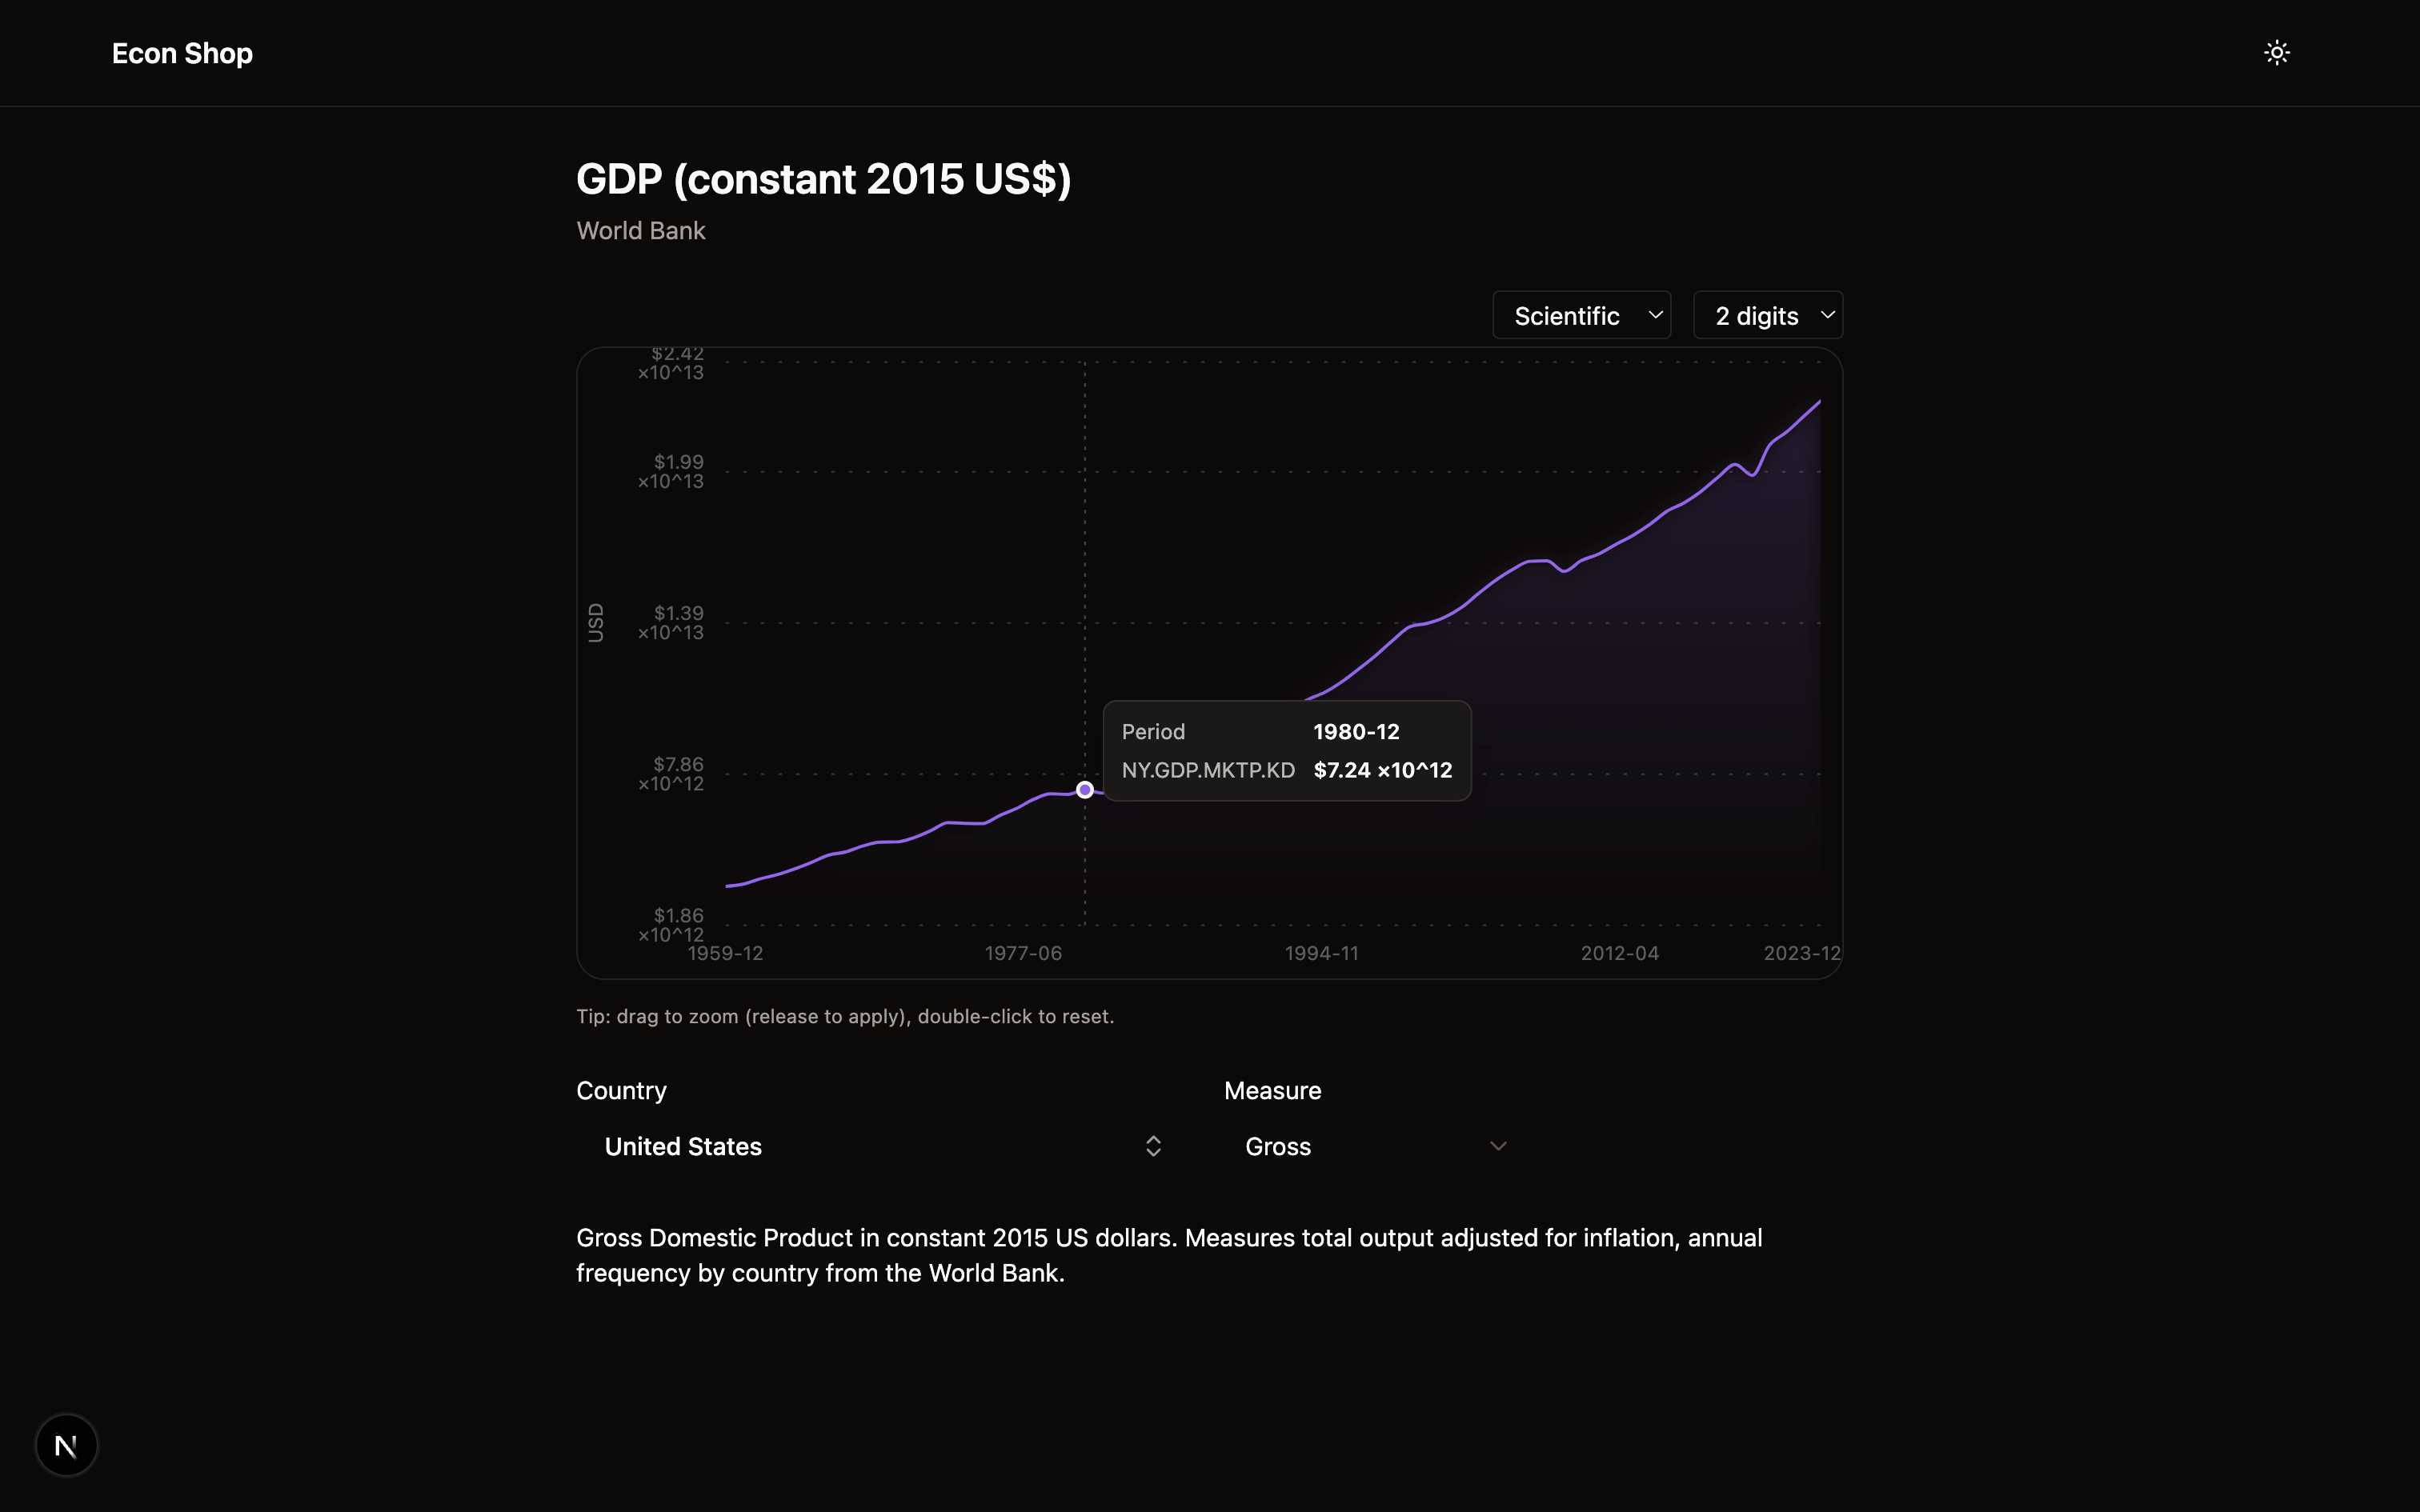 Econ Shop
GDP (constant 2015 US$)
World Bank
Scientific
2 digits
$2.42
×10^13
$1.99
×10^13
$1.39
×10^13
$7.86
×10^12
$1.86
×10^12
USD
Period 1980-12
NY.GDP.MKTP.KD $7.24 ×10^12
1959-12 1977-06 1994-11 2012-04 2023-12
Tip: drag to zoom (release to apply), double-click to reset.
Country Measure
United States Gross
Gross Domestic Product in constant 2015 US dollars. Measures total output adjusted for inflation, annual
frequency by country from the World Bank.
N